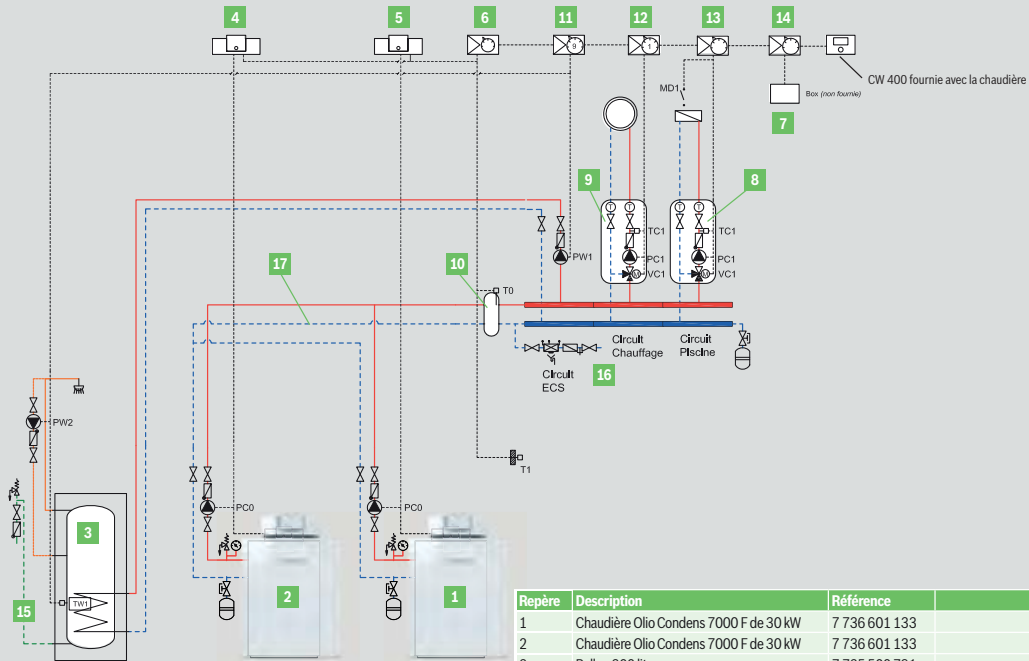 4
5
6
11
12
13
14
9
1
CW 400 fournie avec la chaudière
MD1
Box (non fournie)
7
9
8
T
T
T
T
TC1
TC1
PW1
PC1
PC1
M
VC1
M
VC1
17
10
T0
Circuit
Chauffage
Circuit
Piscine
Circuit
ECS
16
PW2
T1
PC0
PC0
3
TW1
15
2
1
Repère Description Référence
1 Chaudière Olio Condens 7000 F de 30 kW 7 736 601 133
2 Chaudière Olio Condens 7000 F de 30 kW 7 736 601 133